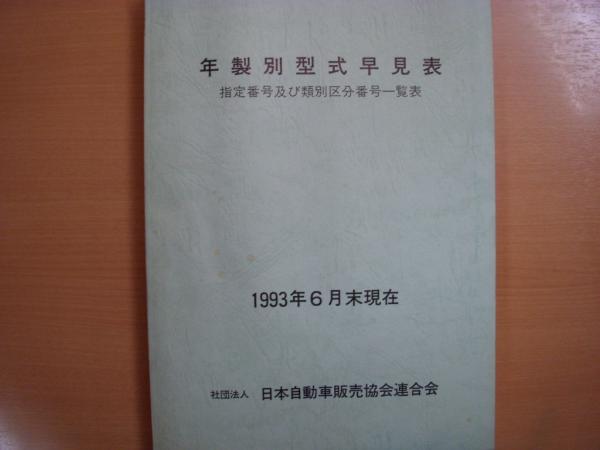 年製別型式早見表
指定番号及び類別区分番号一覧表
1993年6月末現在
社団法人 日本自動車販売協会連合会